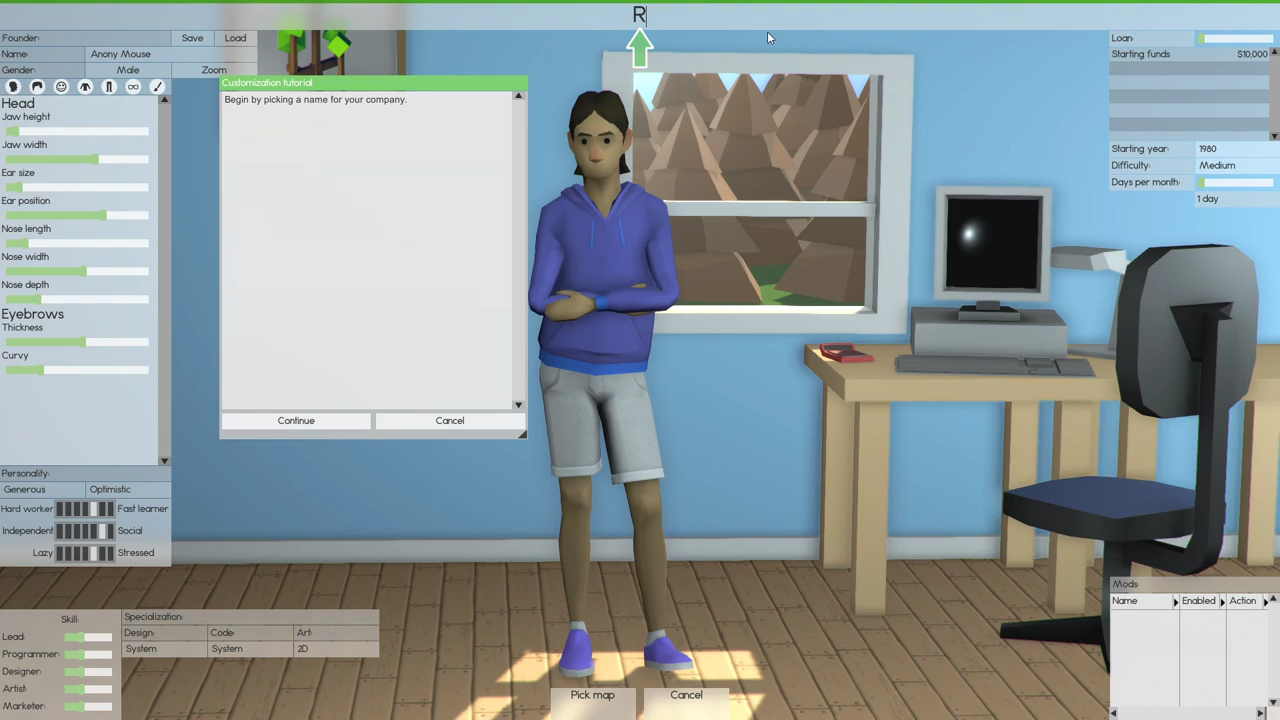 R
Founder:
Save
Load
Name:
Anony Mouse
Gender:
Male
Zoom
Head
Jaw height
Jaw width
Ear size
Ear position
Nose length
Nose width
Nose depth
Eyebrows
Thickness
Curvy
Personality:
Generous
Optimistic
Hard worker
Fast learner
Independent
Social
Lazy
Stressed
Skill:
Lead:
Programmer:
Designer:
Artist:
Marketer:
Specialization:
Design:
Code:
Art:
System
System
2D
Customization tutorial
Begin by picking a name for your company.
Continue
Cancel
Pick map
Cancel
Loan:
Starting funds
$10,000
Starting year:
1980
Difficulty:
Medium
Days per month:
1 day
Mods:
Name
Enabled
Action